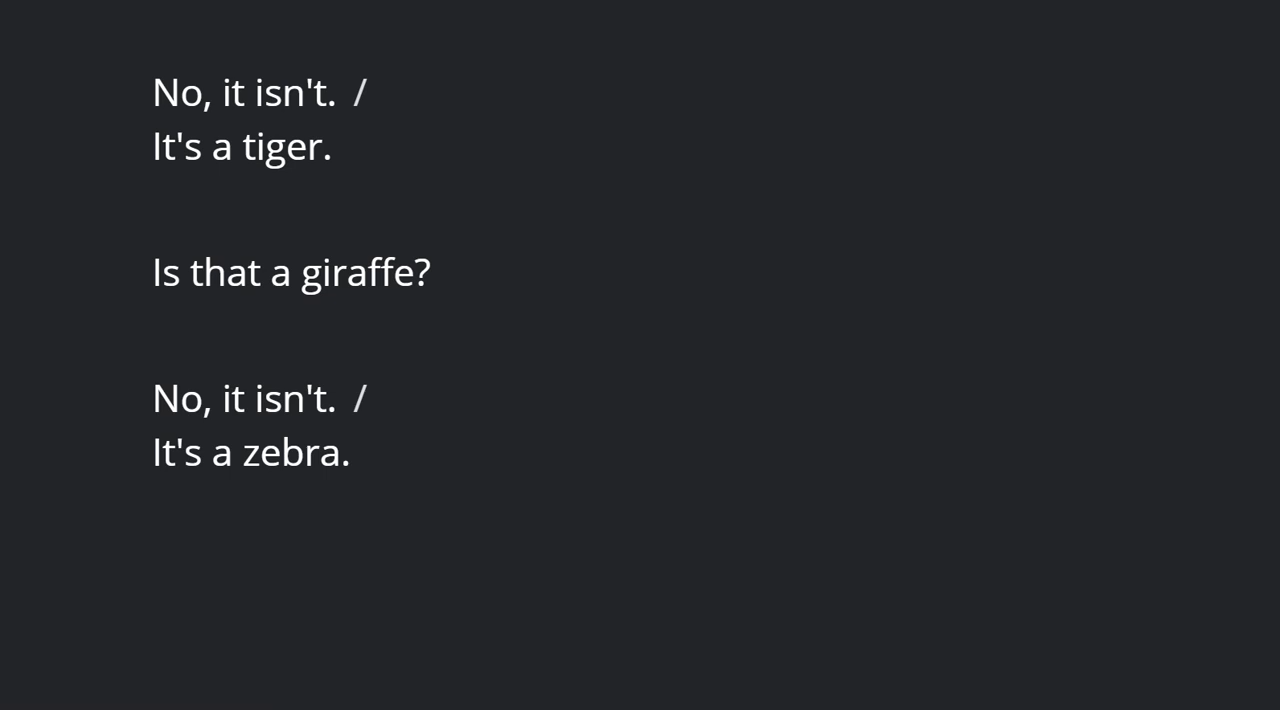 No, it isn't. /
It's a tiger.
Is that a giraffe?
No, it isn't. /
It's a zebra.